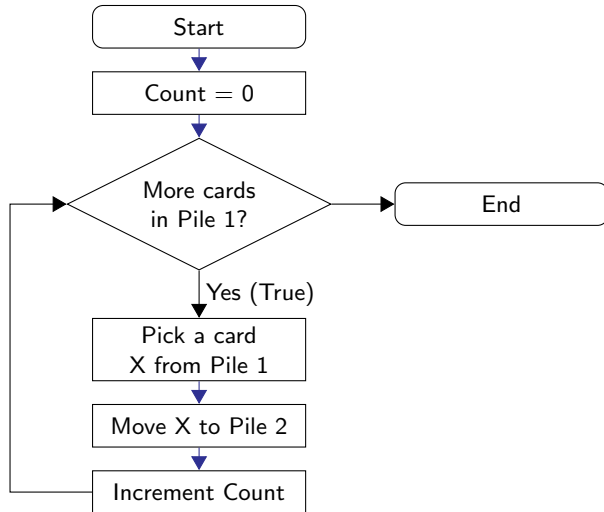 Start
Count = 0
More cards
in Pile 1?
End
Yes (True)
Pick a card
X from Pile 1
Move X to Pile 2
Increment Count